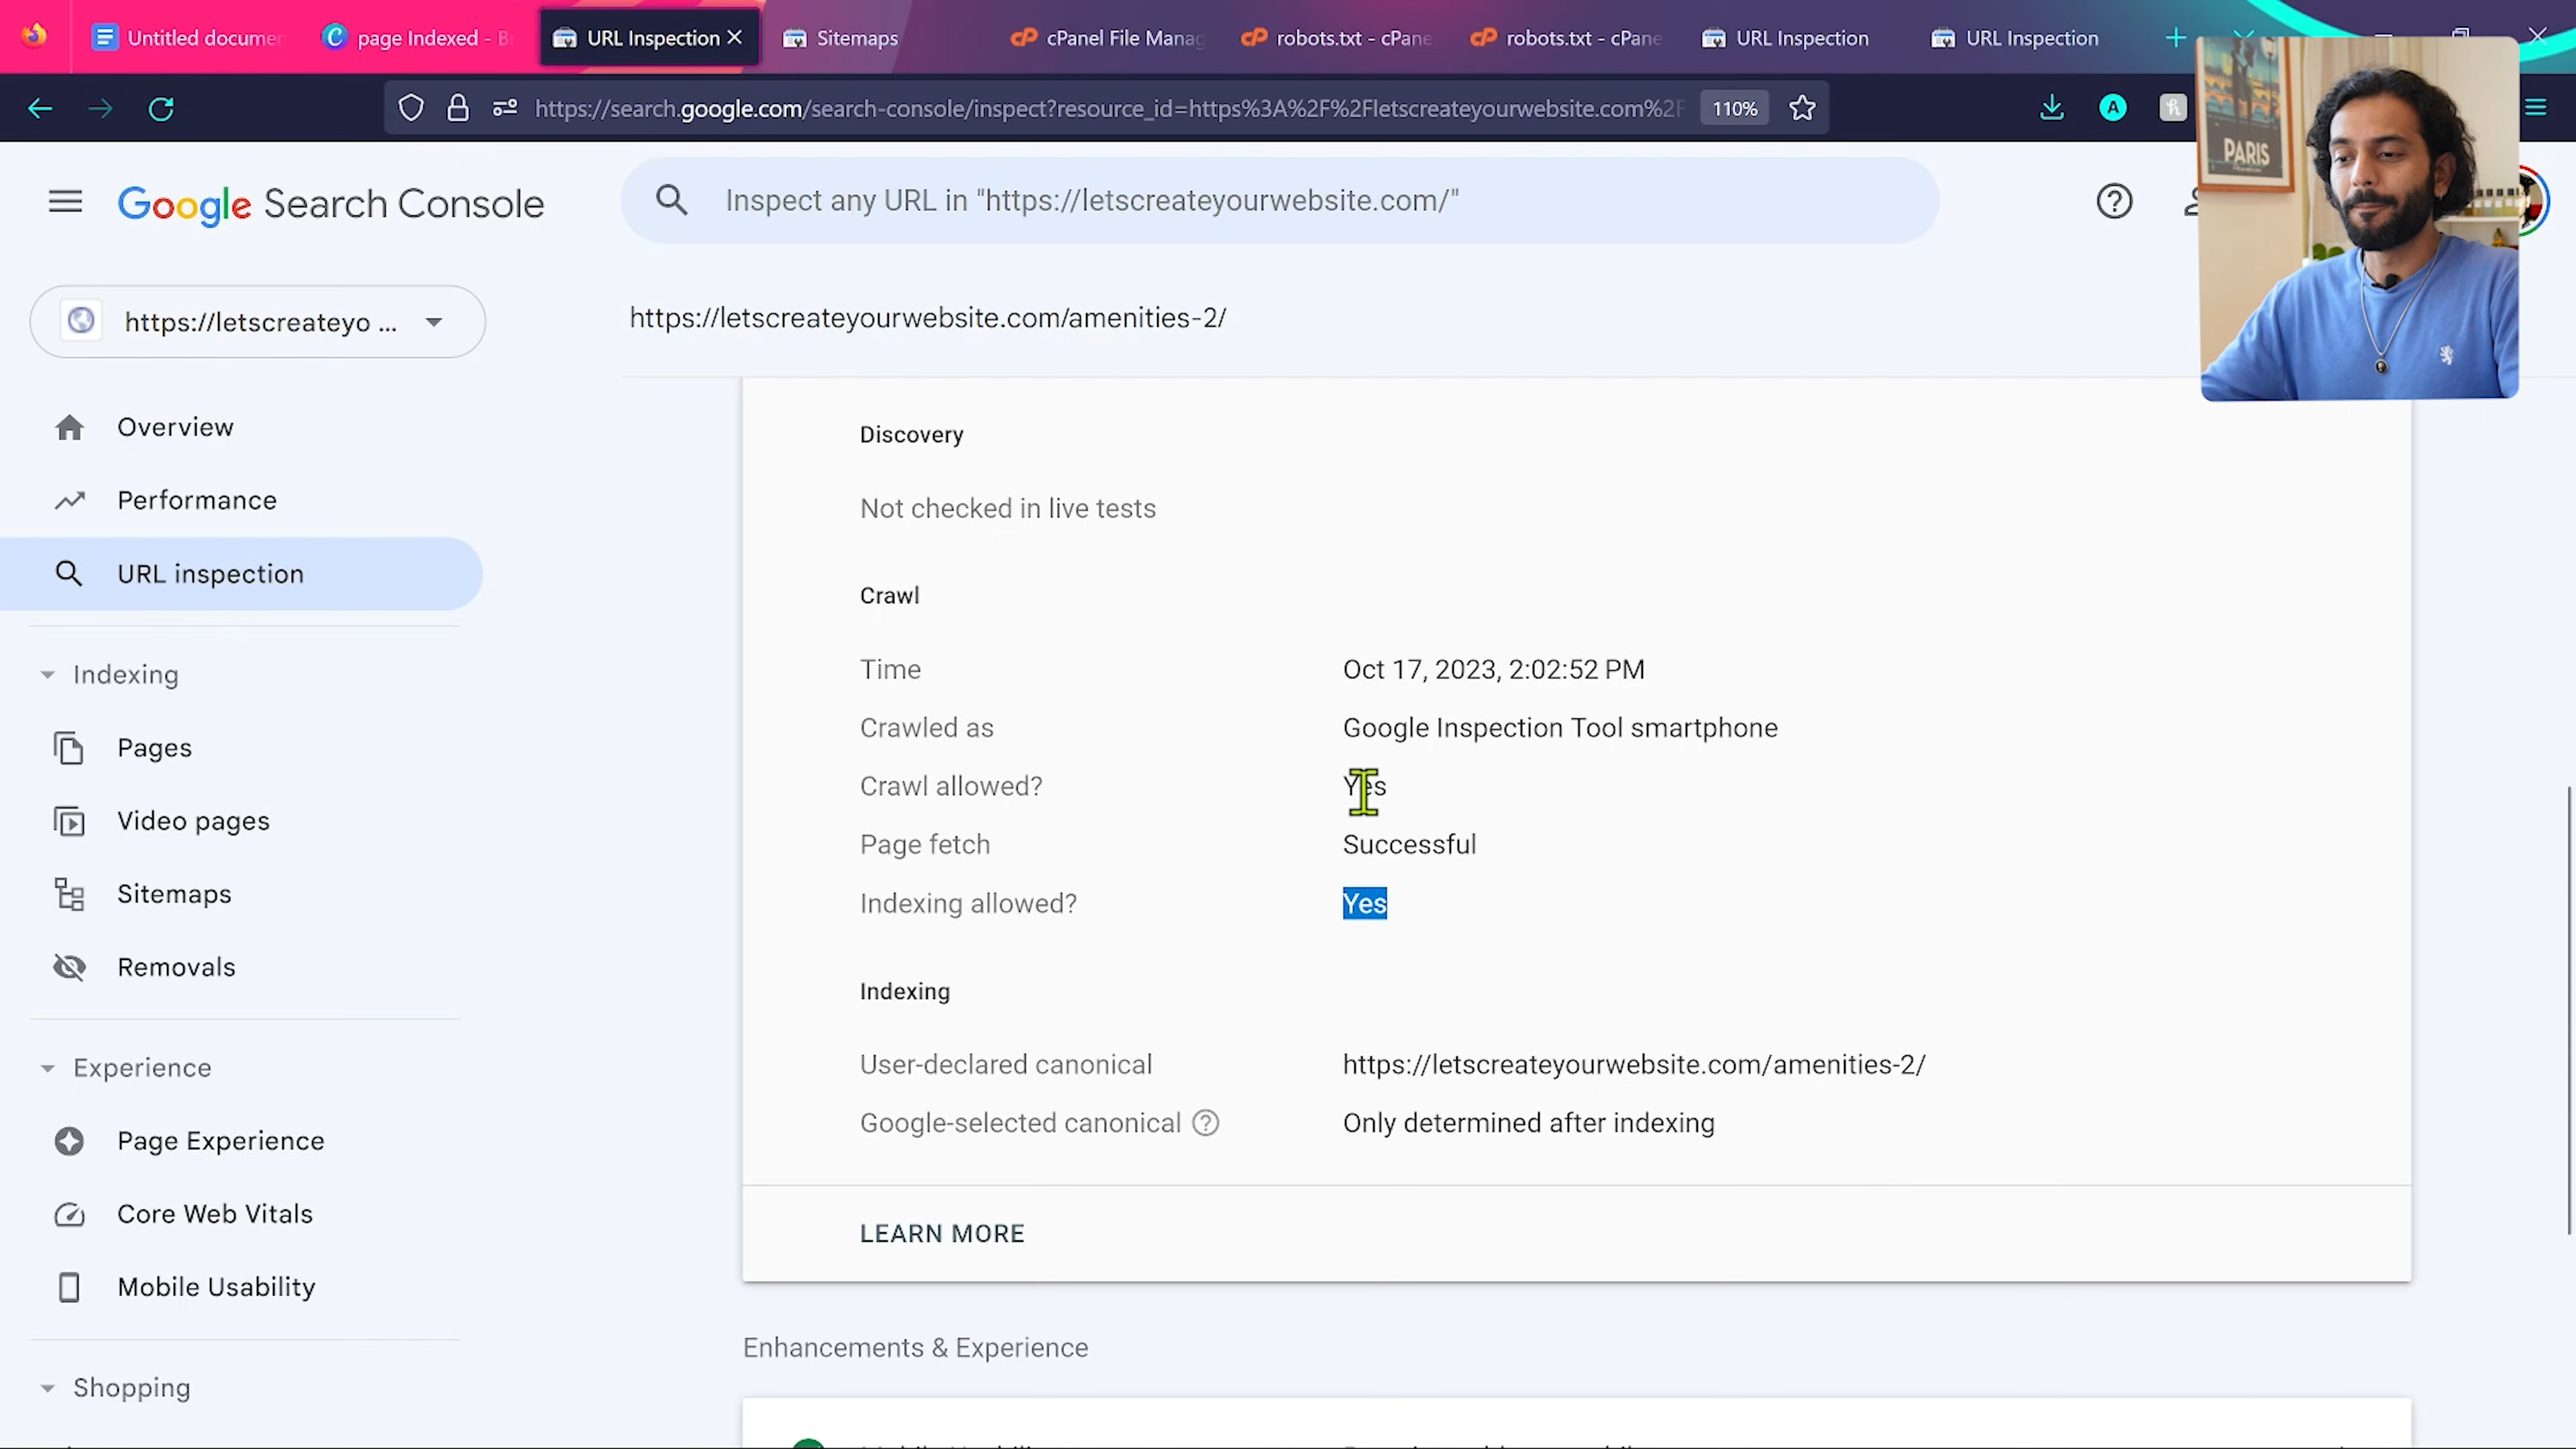 Untitled documen
page Indexed - B
URL Inspection
Sitemaps
cPanel File Manag
robots.txt - cPane
robots.txt - cPane
URL Inspection
URL Inspection
https://search.google.com/search-console/inspect?resource_id=https%3A%2F%2Fletscreateyourwebsite.com%2F
110%
A
PARIS
Google Search Console
Inspect any URL in "https://letscreateyourwebsite.com/"
https://letscreateyo ...
https://letscreateyourwebsite.com/amenities-2/
Overview
Performance
URL inspection
Indexing
Pages
Video pages
Sitemaps
Removals
Experience
Page Experience
Core Web Vitals
Mobile Usability
Shopping
Discovery
Not checked in live tests
Crawl
Time Oct 17, 2023, 2:02:52 PM
Crawled as Google Inspection Tool smartphone
Crawl allowed? Yes
Page fetch Successful
Indexing allowed? Yes
Indexing
User-declared canonical https://letscreateyourwebsite.com/amenities-2/
Google-selected canonical Only determined after indexing
LEARN MORE
Enhancements & Experience